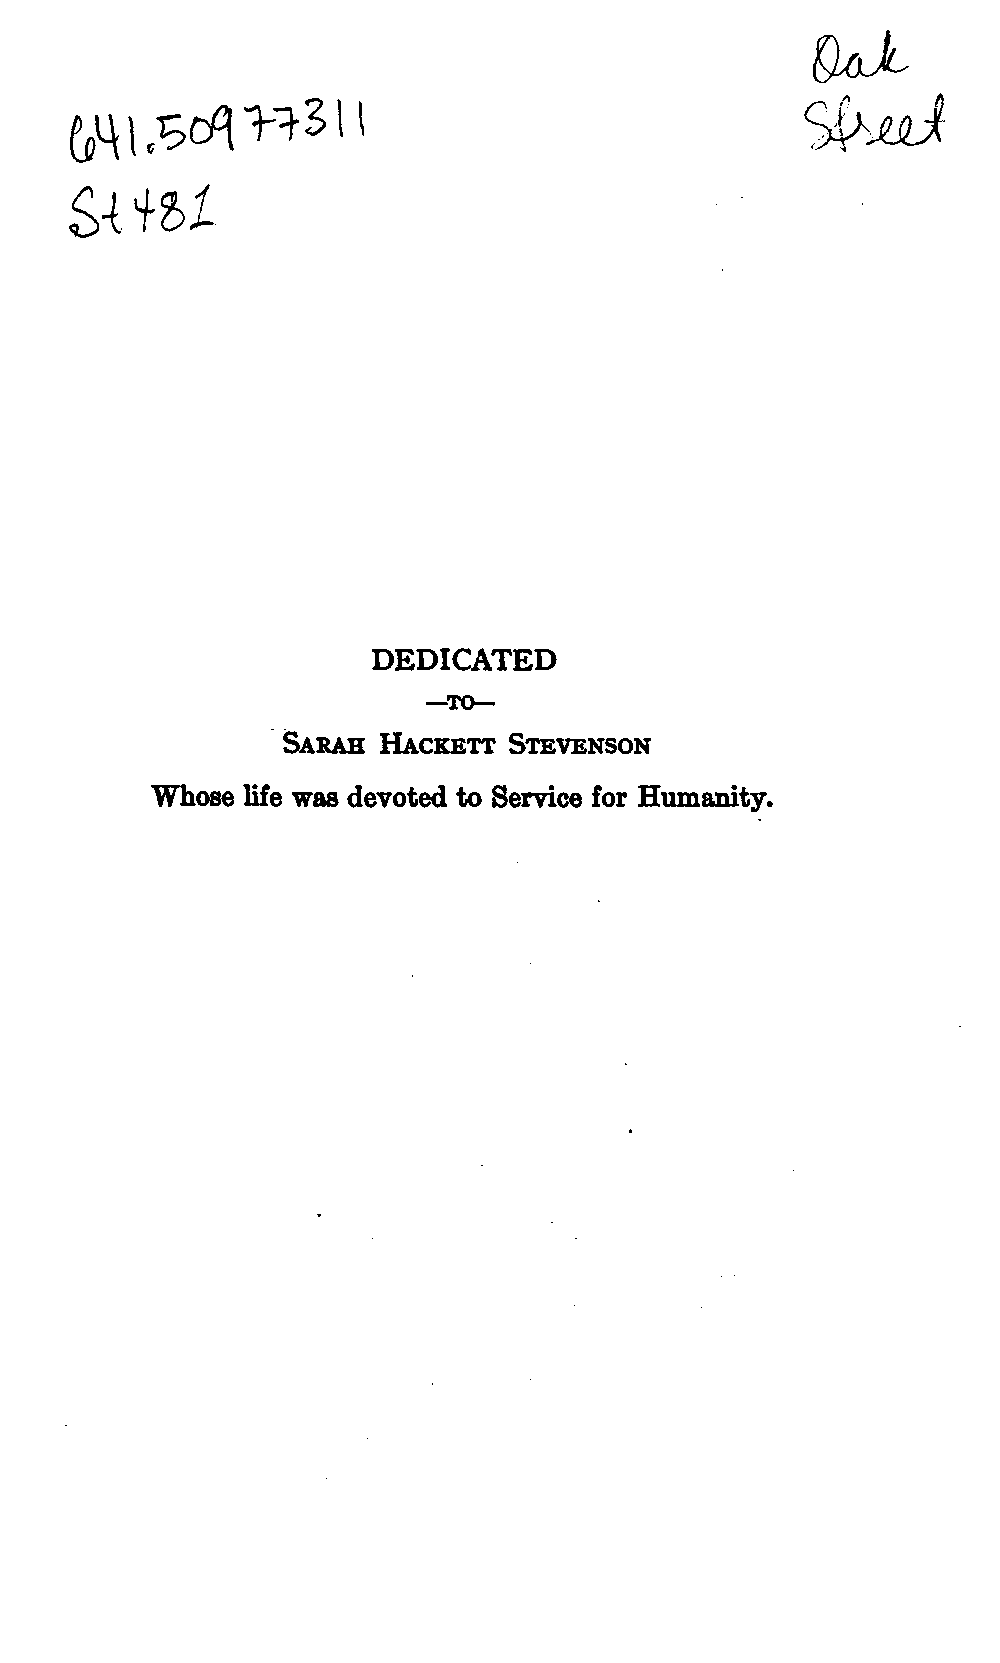 641.50977311
St481
Oak
Street
DEDICATED
—TO—
SARAH HACKETT STEVENSON
Whose life was devoted to Service for Humanity.